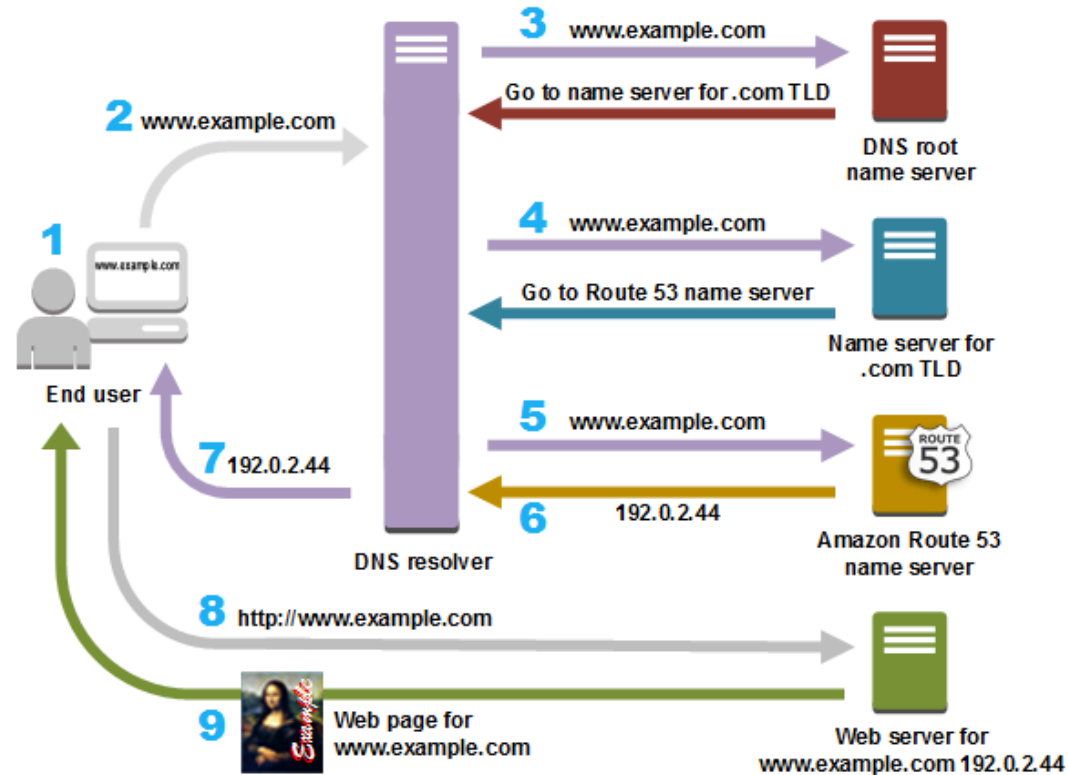 3 www.example.com
Go to name server for .com TLD
DNS root
name server
2 www.example.com
1
www.example.com
End user
4 www.example.com
Go to Route 53 name server
Name server for
.com TLD
5 www.example.com
ROUTE
53
6 192.0.2.44
Amazon Route 53
name server
7 192.0.2.44
DNS resolver
8 http://www.example.com
9
Example
Web page for
www.example.com
Web server for
www.example.com 192.0.2.44